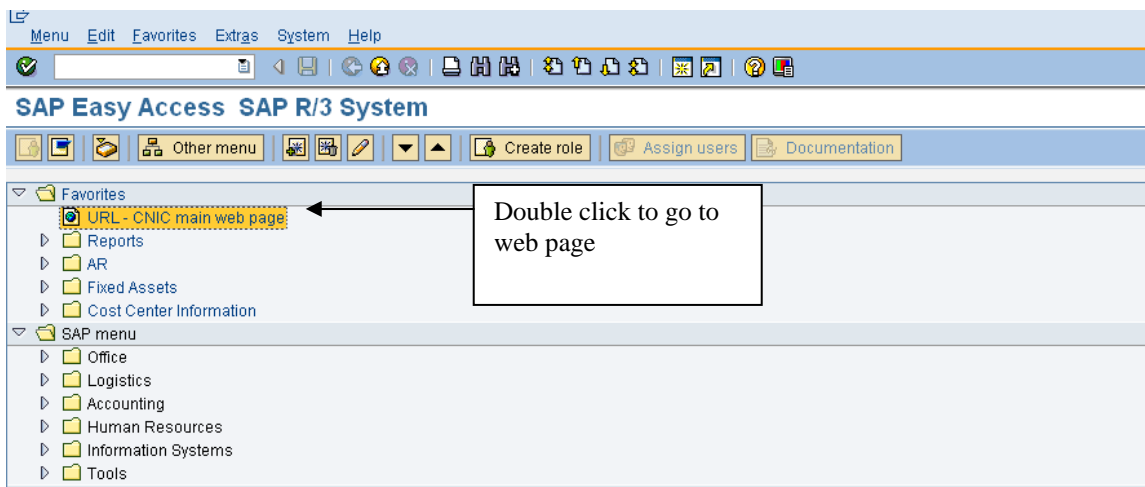 Menu Edit Favorites Extras System Help
SAP Easy Access SAP R/3 System
Other menu Create role Assign users Documentation
Favorites
URL - CNIC main web page
Double click to go to
web page
Reports
AR
Fixed Assets
Cost Center Information
SAP menu
Office
Logistics
Accounting
Human Resources
Information Systems
Tools